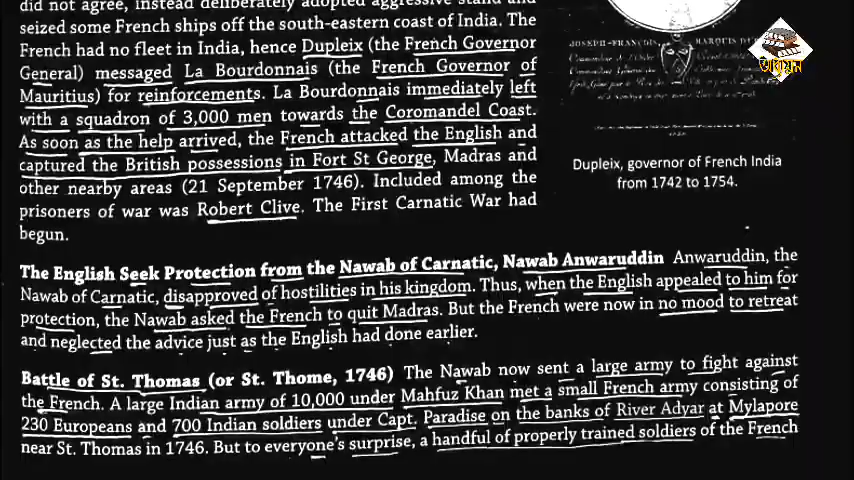 did not agree, instead deliberately adopted aggressive stand and
seized some French ships off the south-eastern coast of India. The
French had no fleet in India, hence Dupleix (the French Governor
General) messaged La Bourdonnais (the French Governor of
Mauritius) for reinforcements. La Bourdonnais immediately left
with a squadron of 3,000 men towards the Coromandel Coast.
As soon as the help arrived, the French attacked the English and
captured the British possessions in Fort St George, Madras and
other nearby areas (21 September 1746). Included among the
prisoners of war was Robert Clive. The First Carnatic War had
begun.
JOSEPH-FRANÇOIS MARQUIS
Dupleix, governor of French India
from 1742 to 1754.
The English Seek Protection from the Nawab of Carnatic, Nawab Anwaruddin Anwaruddin, the
Nawab of Carnatic, disapproved of hostilities in his kingdom. Thus, when the English appealed to him for
protection, the Nawab asked the French to quit Madras. But the French were now in no mood to retreat
and neglected the advice just as the English had done earlier.
Battle of St. Thomas (or St. Thome, 1746) The Nawab now sent a large army to fight against
the French. A large Indian army of 10,000 under Mahfuz Khan met a small French army consisting of
230 Europeans and 700 Indian soldiers under Capt. Paradise on the banks of River Adyar at Mylapore
near St. Thomas in 1746. But to everyone's surprise, a handful of properly trained soldiers of the French